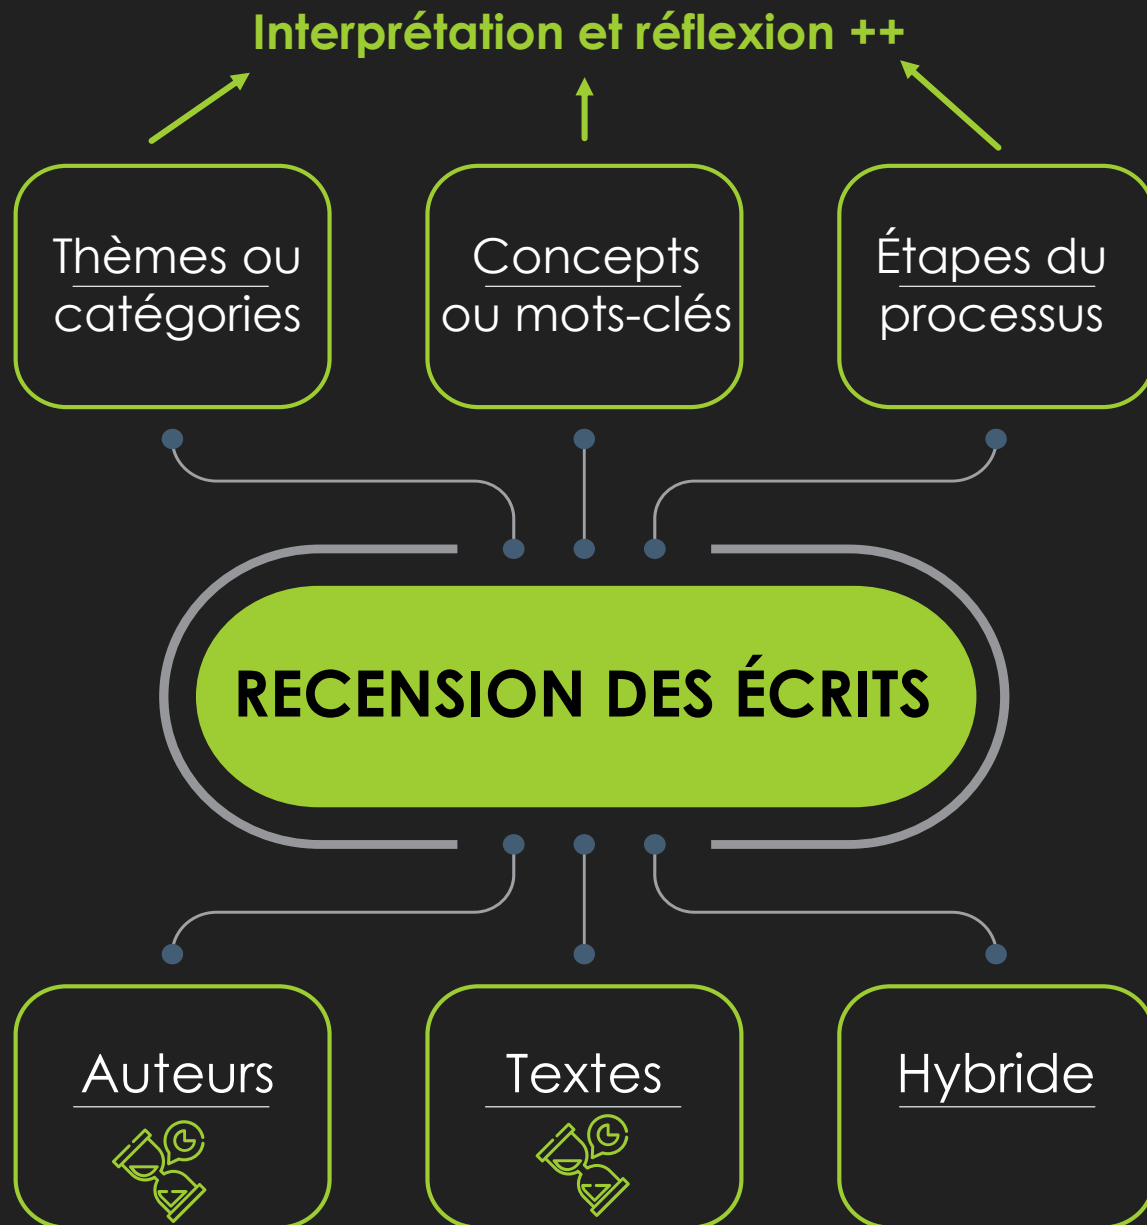 Interprétation et réflexion ++
Thèmes ou
catégories
Concepts
ou mots-clés
Étapes du
processus
RECENSION DES ÉCRITS
Auteurs
Textes
Hybride